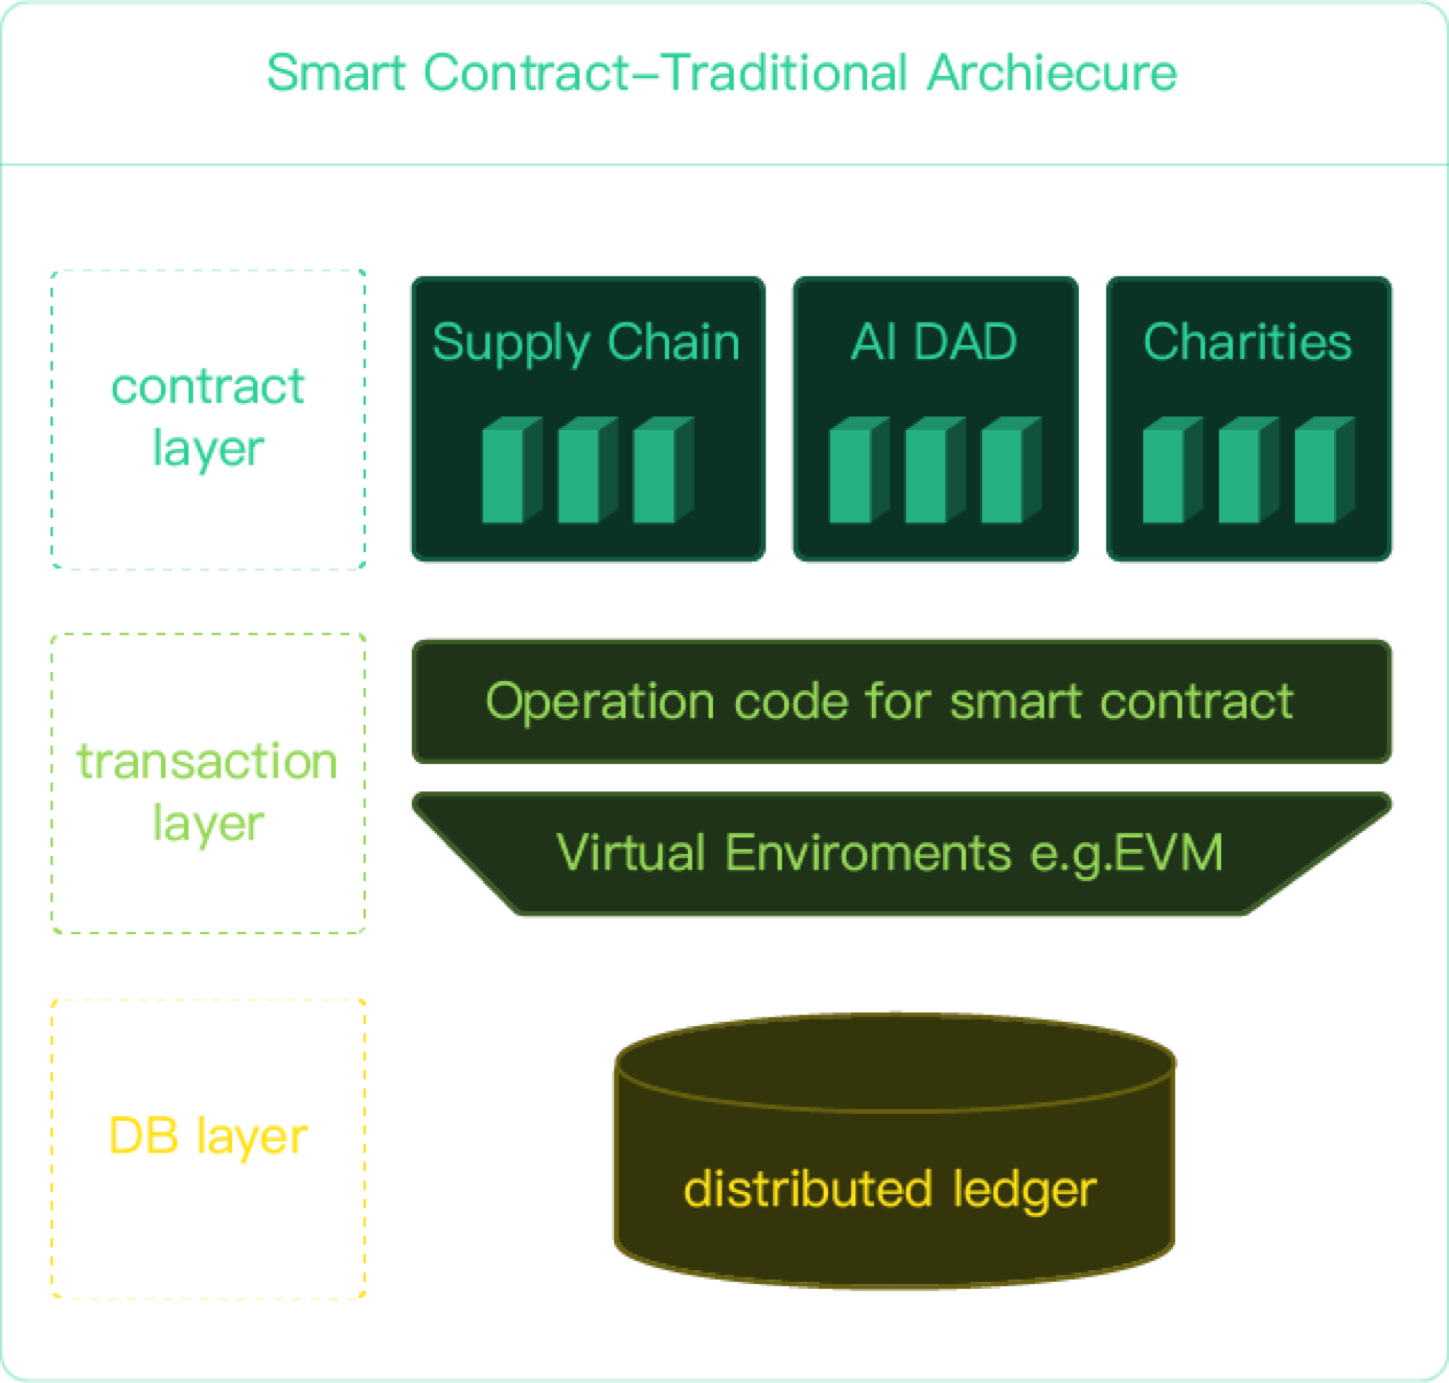 Smart Contract–Traditional Archiecure
contract
layer
Supply Chain
AI DAD
Charities
transaction
layer
Operation code for smart contract
Virtual Enviroments e.g.EVM
DB layer
distributed ledger